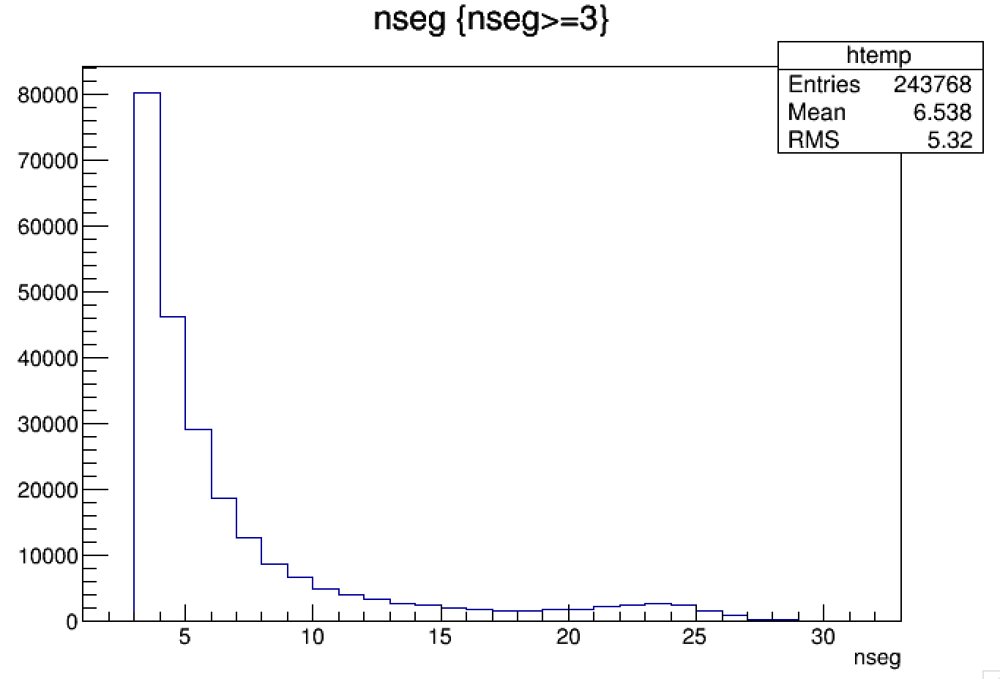 nseg {nseg>=3}
htemp
Entries 243768
Mean 6.538
RMS 5.32
80000
70000
60000
50000
40000
30000
20000
10000
0
5 10 15 20 25 30
nseg